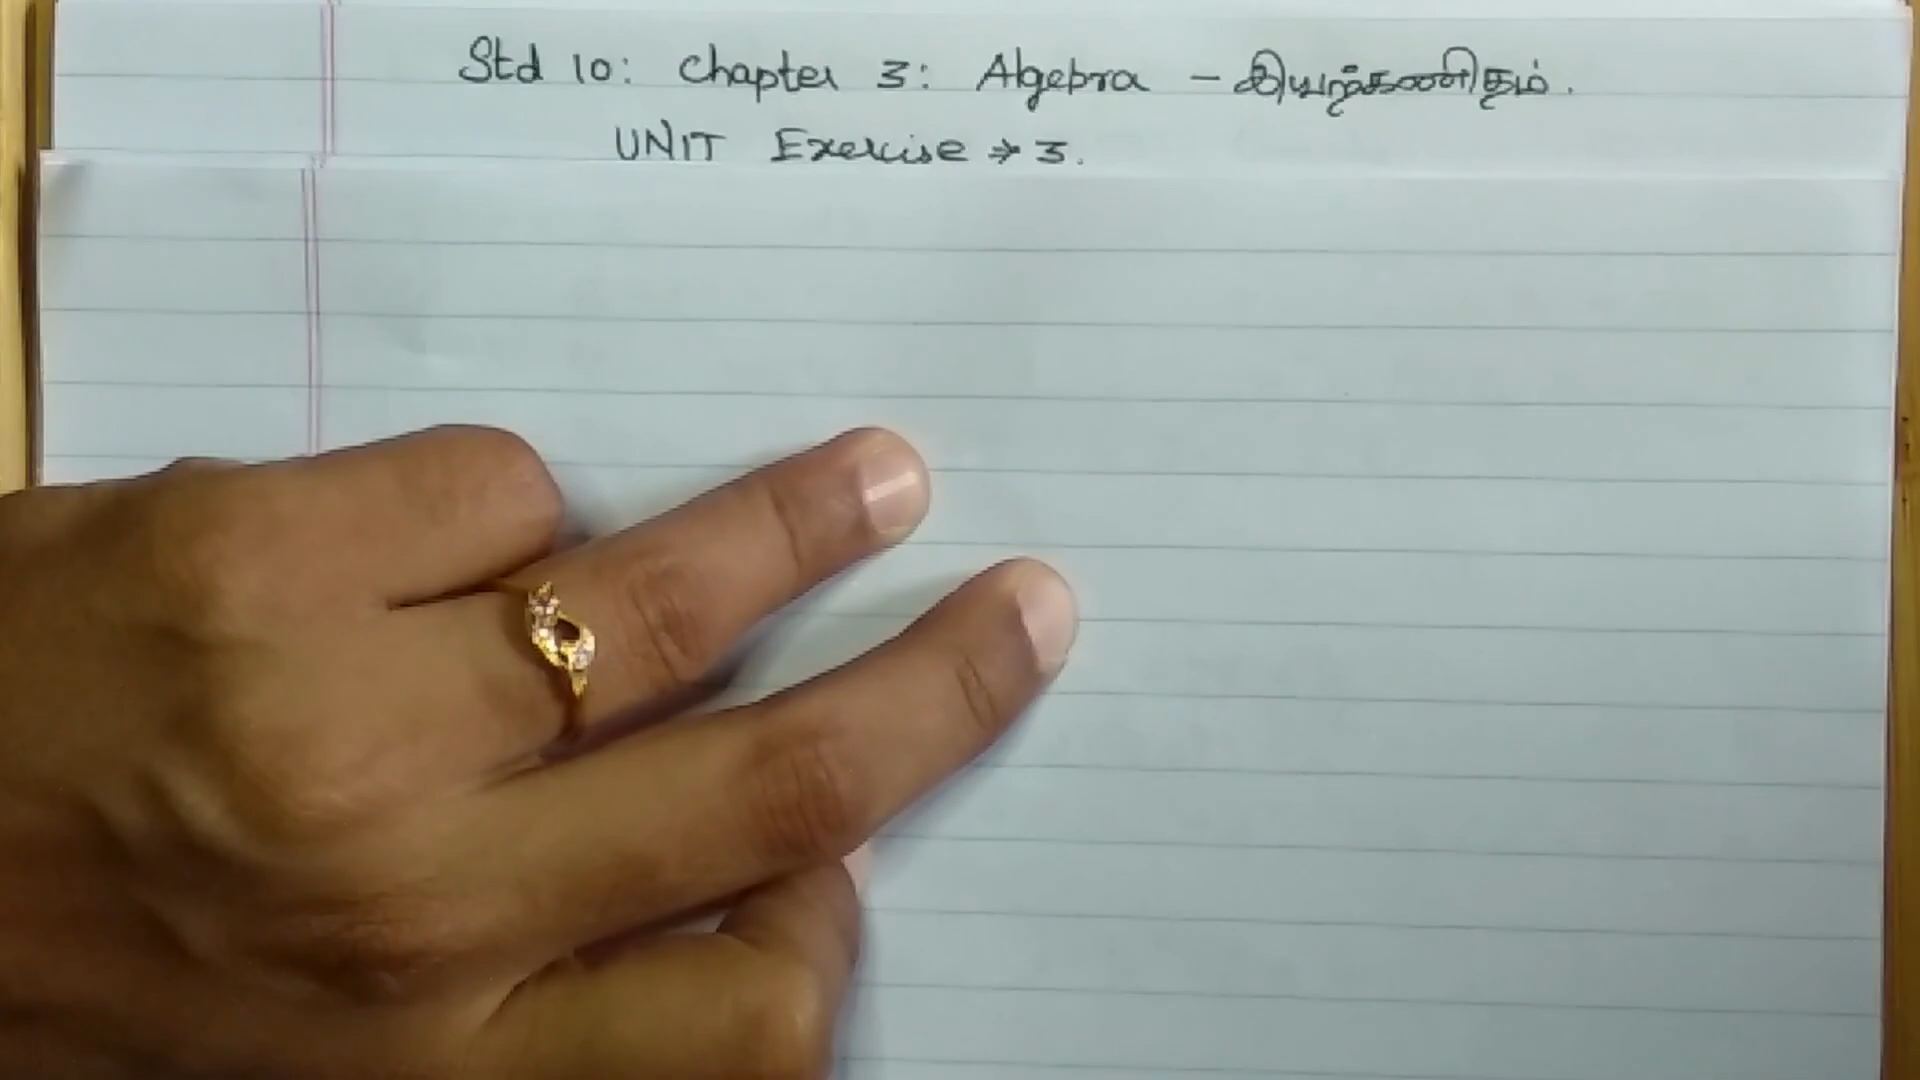 Std 10: Chapter 3: Algebra - இயற்கணிதம்.
UNIT Exercise → 3.